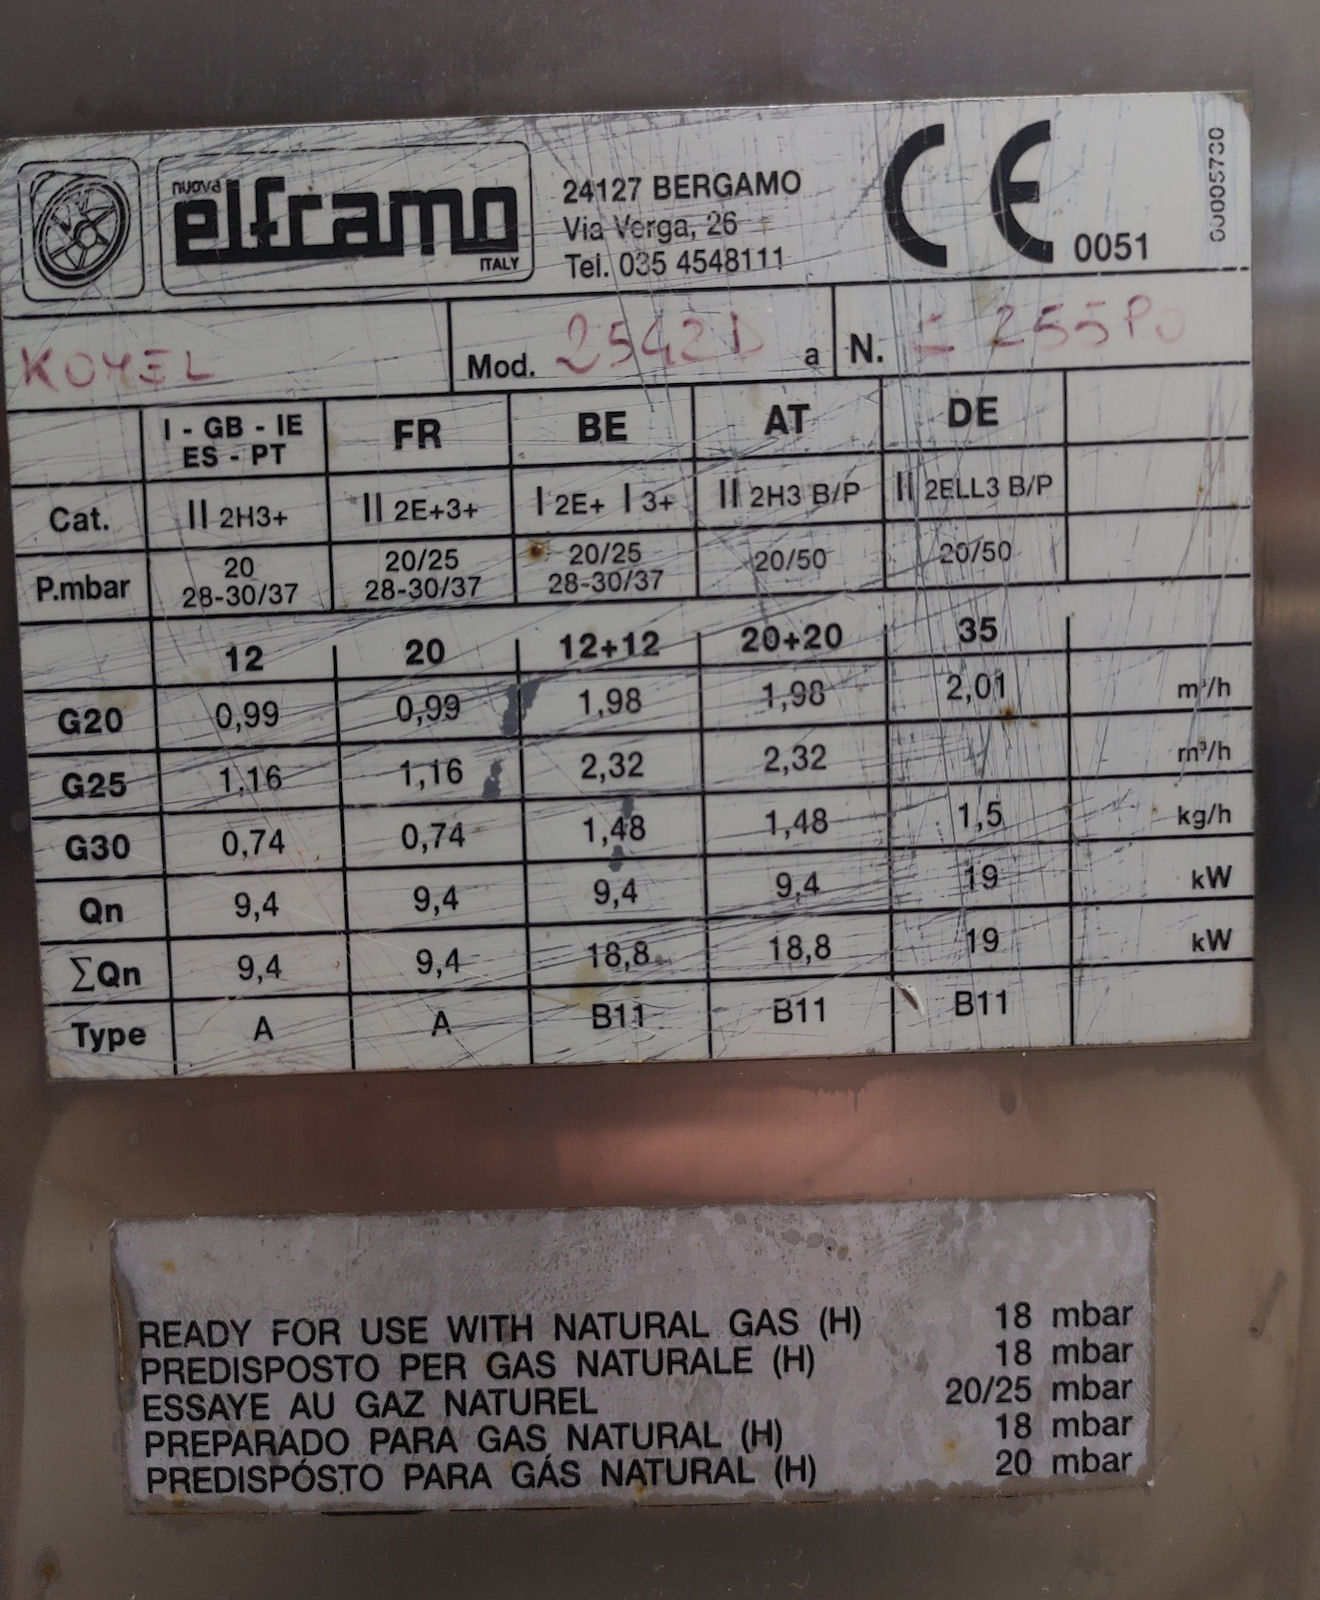 nuova
elframo
ITALY
24127 BERGAMO
Via Verga, 26
Tel. 035 4548111
CE 0051
000005730
KOMEL Mod. 2542D a N. E 255PO
I - GB - IE ES - PT FR BE AT DE
Cat. II 2H3+ II 2E+3+ I 2E+ I 3+ II 2H3 B/P II 2ELL3 B/P
P.mbar 20 28-30/37 20/25 28-30/37 20/25 28-30/37 20/50 20/50
12 20 12+12 20+20 35
G20 0,99 0,99 1,98 1,98 2,01 m³/h
G25 1,16 1,16 2,32 2,32 m³/h
G30 0,74 0,74 1,48 1,48 1,5 kg/h
Qn 9,4 9,4 9,4 9,4 19 kW
∑Qn 9,4 9,4 18,8 18,8 19 kW
Type A A B11 B11 B11
READY FOR USE WITH NATURAL GAS (H) 18 mbar
PREDISPOSTO PER GAS NATURALE (H) 18 mbar
ESSAYE AU GAZ NATUREL 20/25 mbar
PREPARADO PARA GAS NATURAL (H) 18 mbar
PREDISPÓSTO PARA GÁS NATURAL (H) 20 mbar